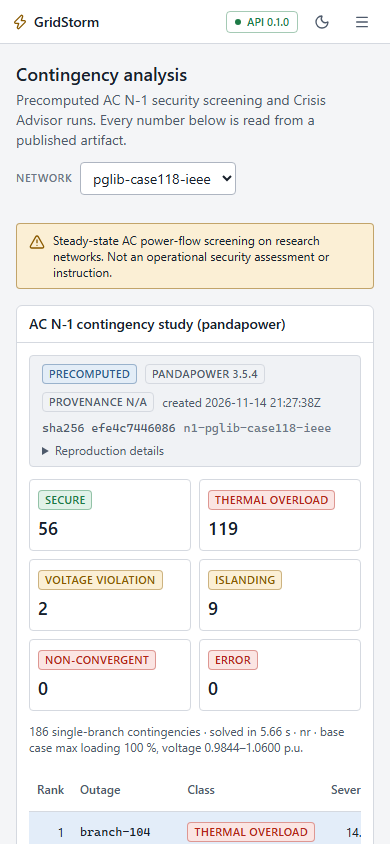 GridStorm
API 0.1.0
Contingency analysis
Precomputed AC N-1 security screening and Crisis
Advisor runs. Every number below is read from a
published artifact.
NETWORK
pglib-case118-ieee
Steady-state AC power-flow screening on research
networks. Not an operational security assessment or
instruction.
AC N-1 contingency study (pandapower)
PRECOMPUTED
PANDAPOWER 3.5.4
PROVENANCE N/A
created 2026-11-14 21:27:38Z
sha256 efe4c7446086 n1-pglib-case118-ieee
Reproduction details
SECURE
56
THERMAL OVERLOAD
119
VOLTAGE VIOLATION
2
ISLANDING
9
NON-CONVERGENT
0
ERROR
0
186 single-branch contingencies · solved in 5.66 s · nr · base
case max loading 100 %, voltage 0.9844–1.0600 p.u.
Rank Outage Class Sever
1 branch-104 THERMAL OVERLOAD 14.